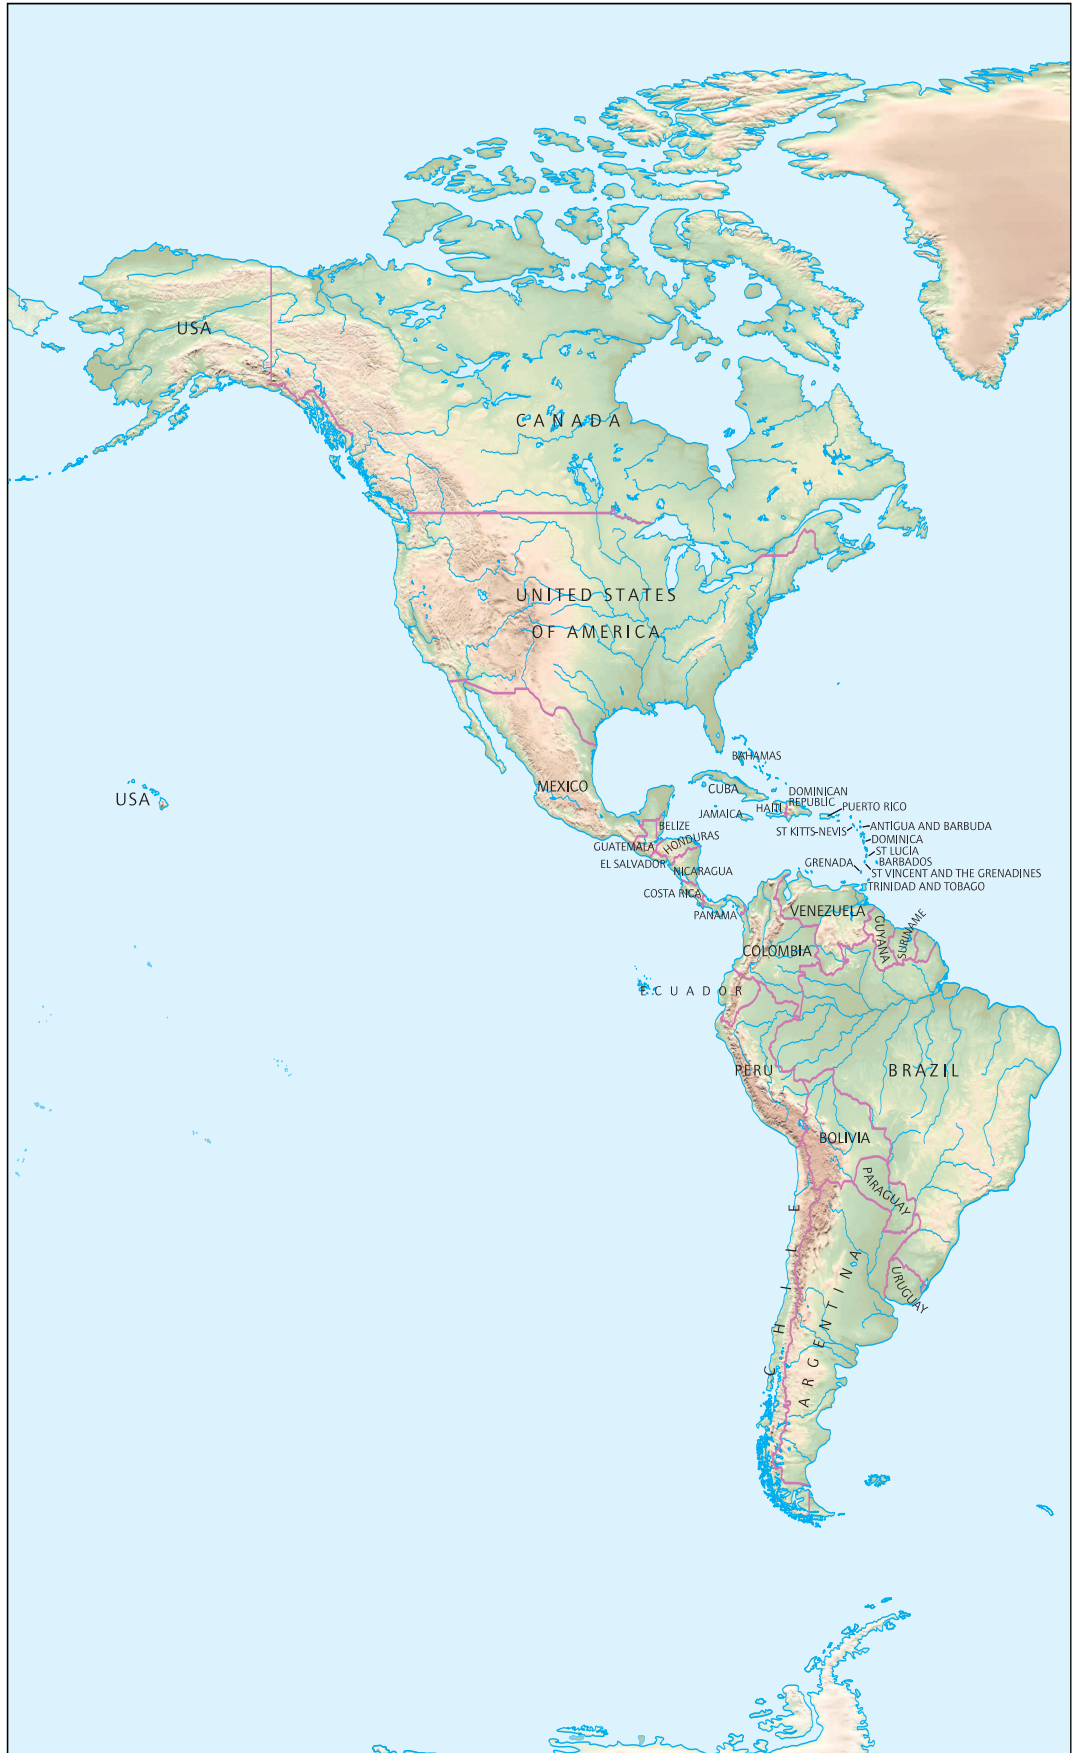 USA
CANADA
UNITED STATES
OF AMERICA
BAHAMAS
MEXICO
CUBA
DOMINICAN
REPUBLIC
USA
HAITI
PUERTO RICO
JAMAICA
BELIZE
ST KITTS-NEVIS
ANTIGUA AND BARBUDA
HONDURAS
DOMINICA
GUATEMALA
ST LUCIA
EL SALVADOR
GRENADA
BARBADOS
NICARAGUA
ST VINCENT AND THE GRENADINES
TRINIDAD AND TOBAGO
COSTA RICA
PANAMA
VENEZUELA
GUYANA
SURINAME
COLOMBIA
ECUADOR
PERU
BRAZIL
BOLIVIA
PARAGUAY
CHILE
ARGENTINA
URUGUAY